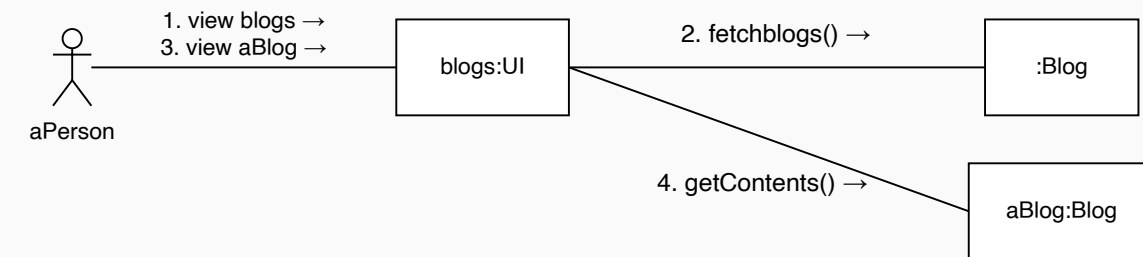 1. view blogs →
3. view aBlog →
2. fetchblogs() →
blogs:UI
:Blog
aPerson
4. getContents() →
aBlog:Blog